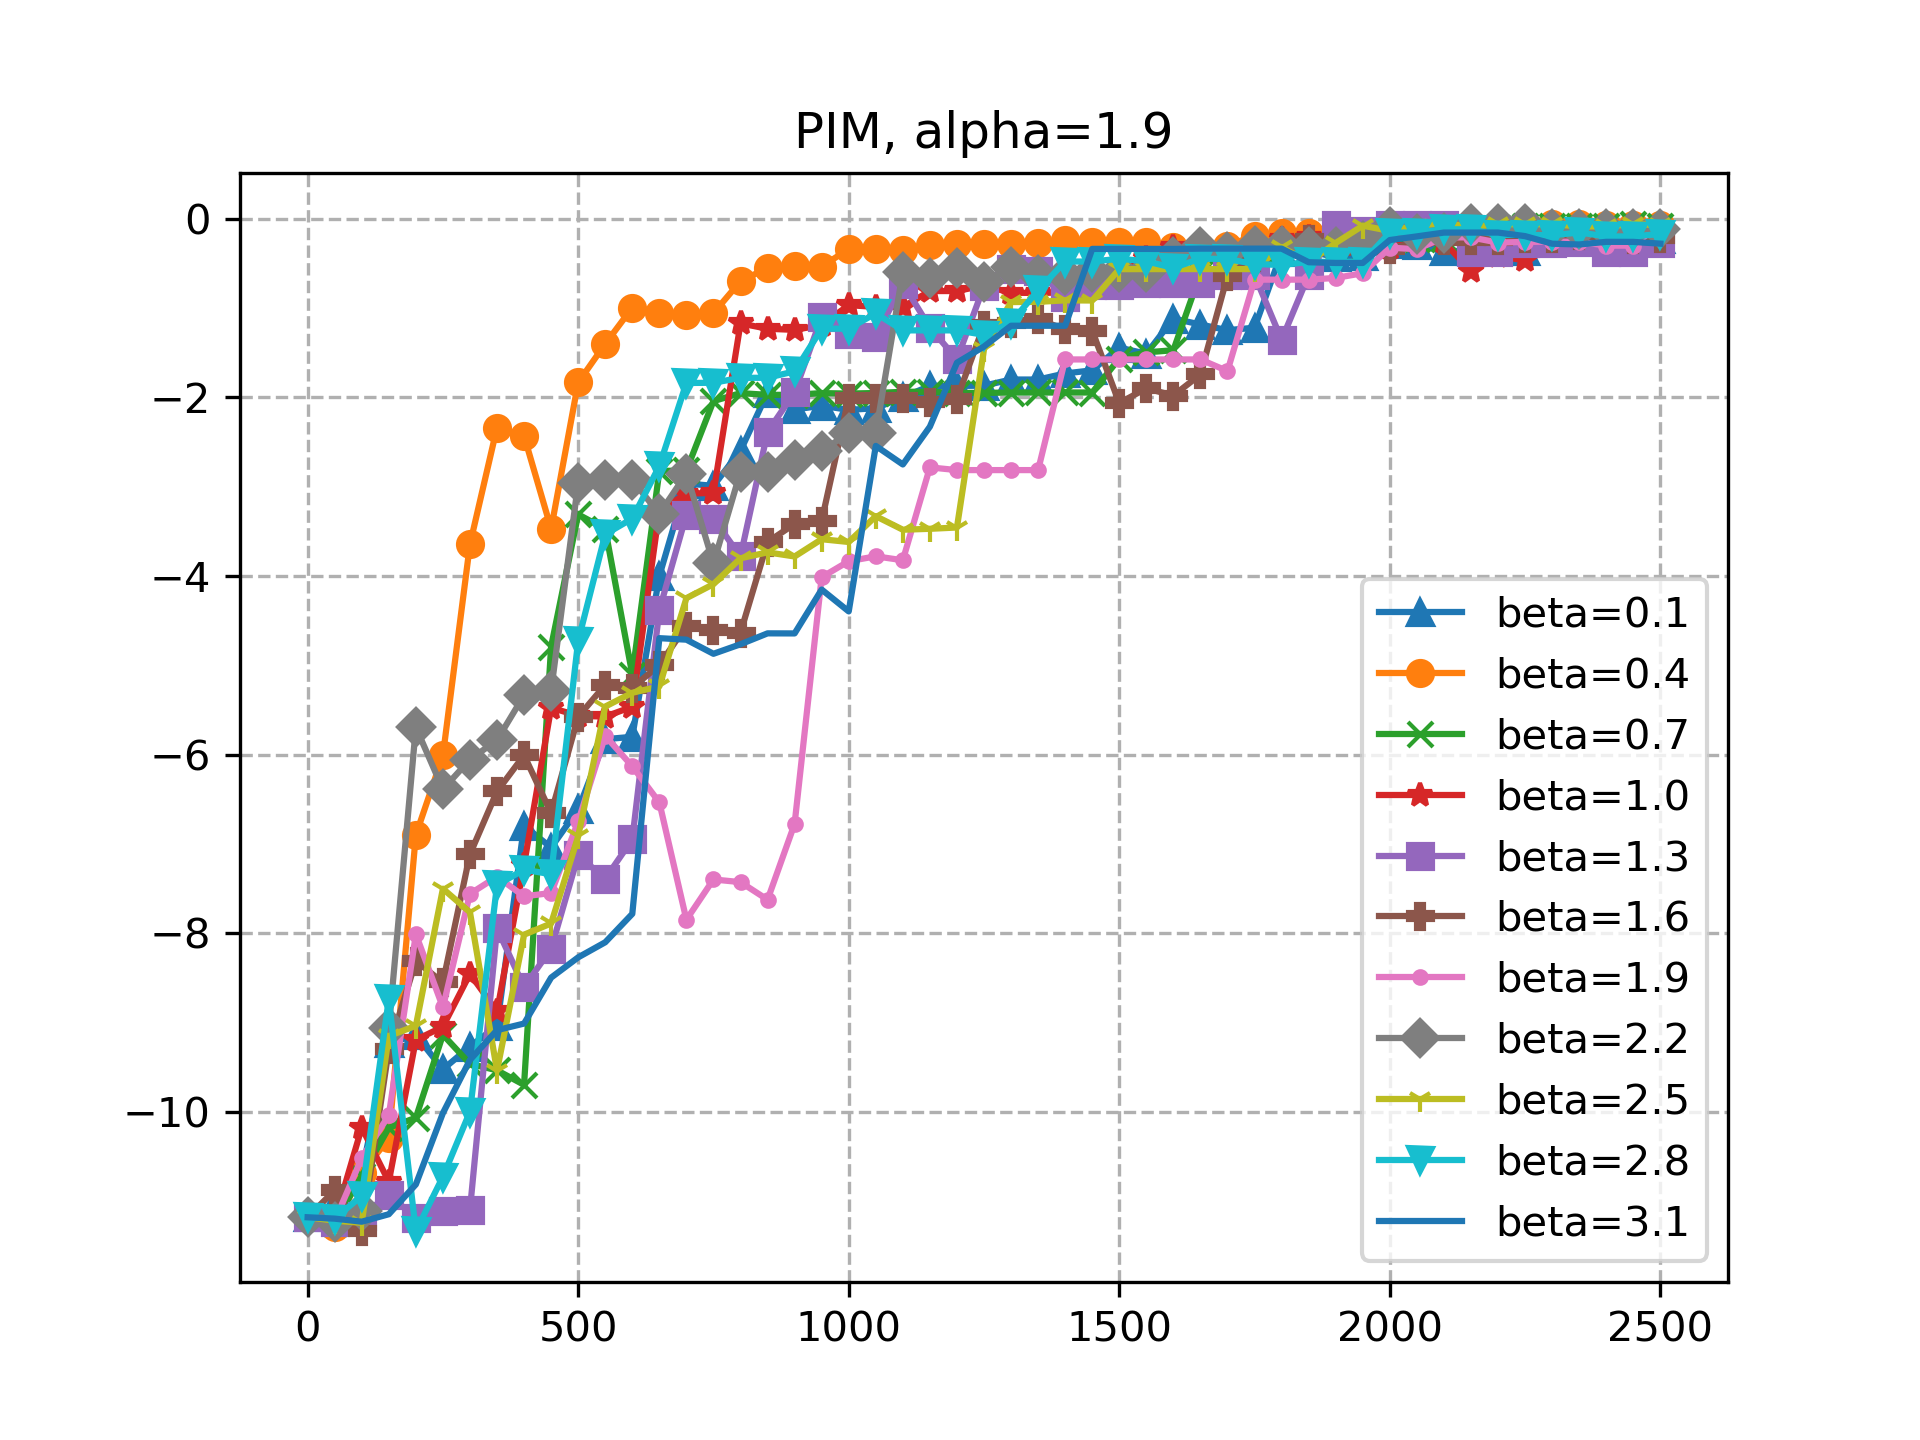 PIM, alpha=1.9
0
−2
−4
−6
−8
−10
0 500 1000 1500 2000 2500
beta=0.1
beta=0.4
beta=0.7
beta=1.0
beta=1.3
beta=1.6
beta=1.9
beta=2.2
beta=2.5
beta=2.8
beta=3.1